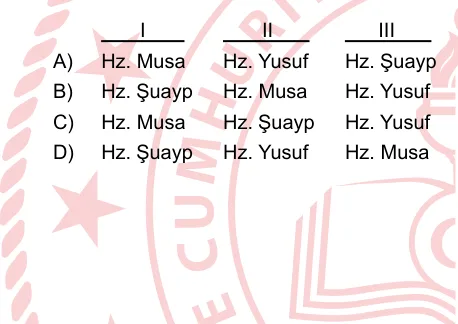 I II III
A) Hz. Musa Hz. Yusuf Hz. Şuayp
B) Hz. Şuayp Hz. Musa Hz. Yusuf
C) Hz. Musa Hz. Şuayp Hz. Yusuf
D) Hz. Şuayp Hz. Yusuf Hz. Musa
E CUMHURİ